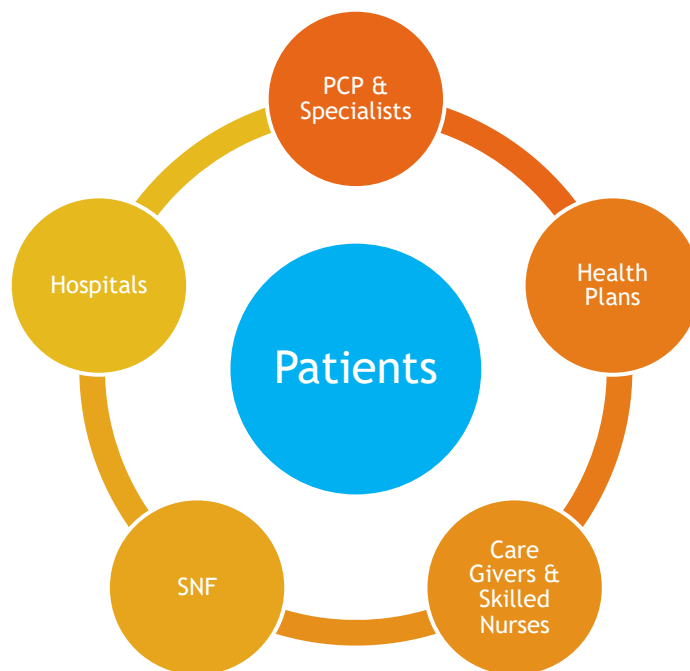 PCP &
Specialists
Health
Plans
Care
Givers &
Skilled
Nurses
SNF
Hospitals
Patients